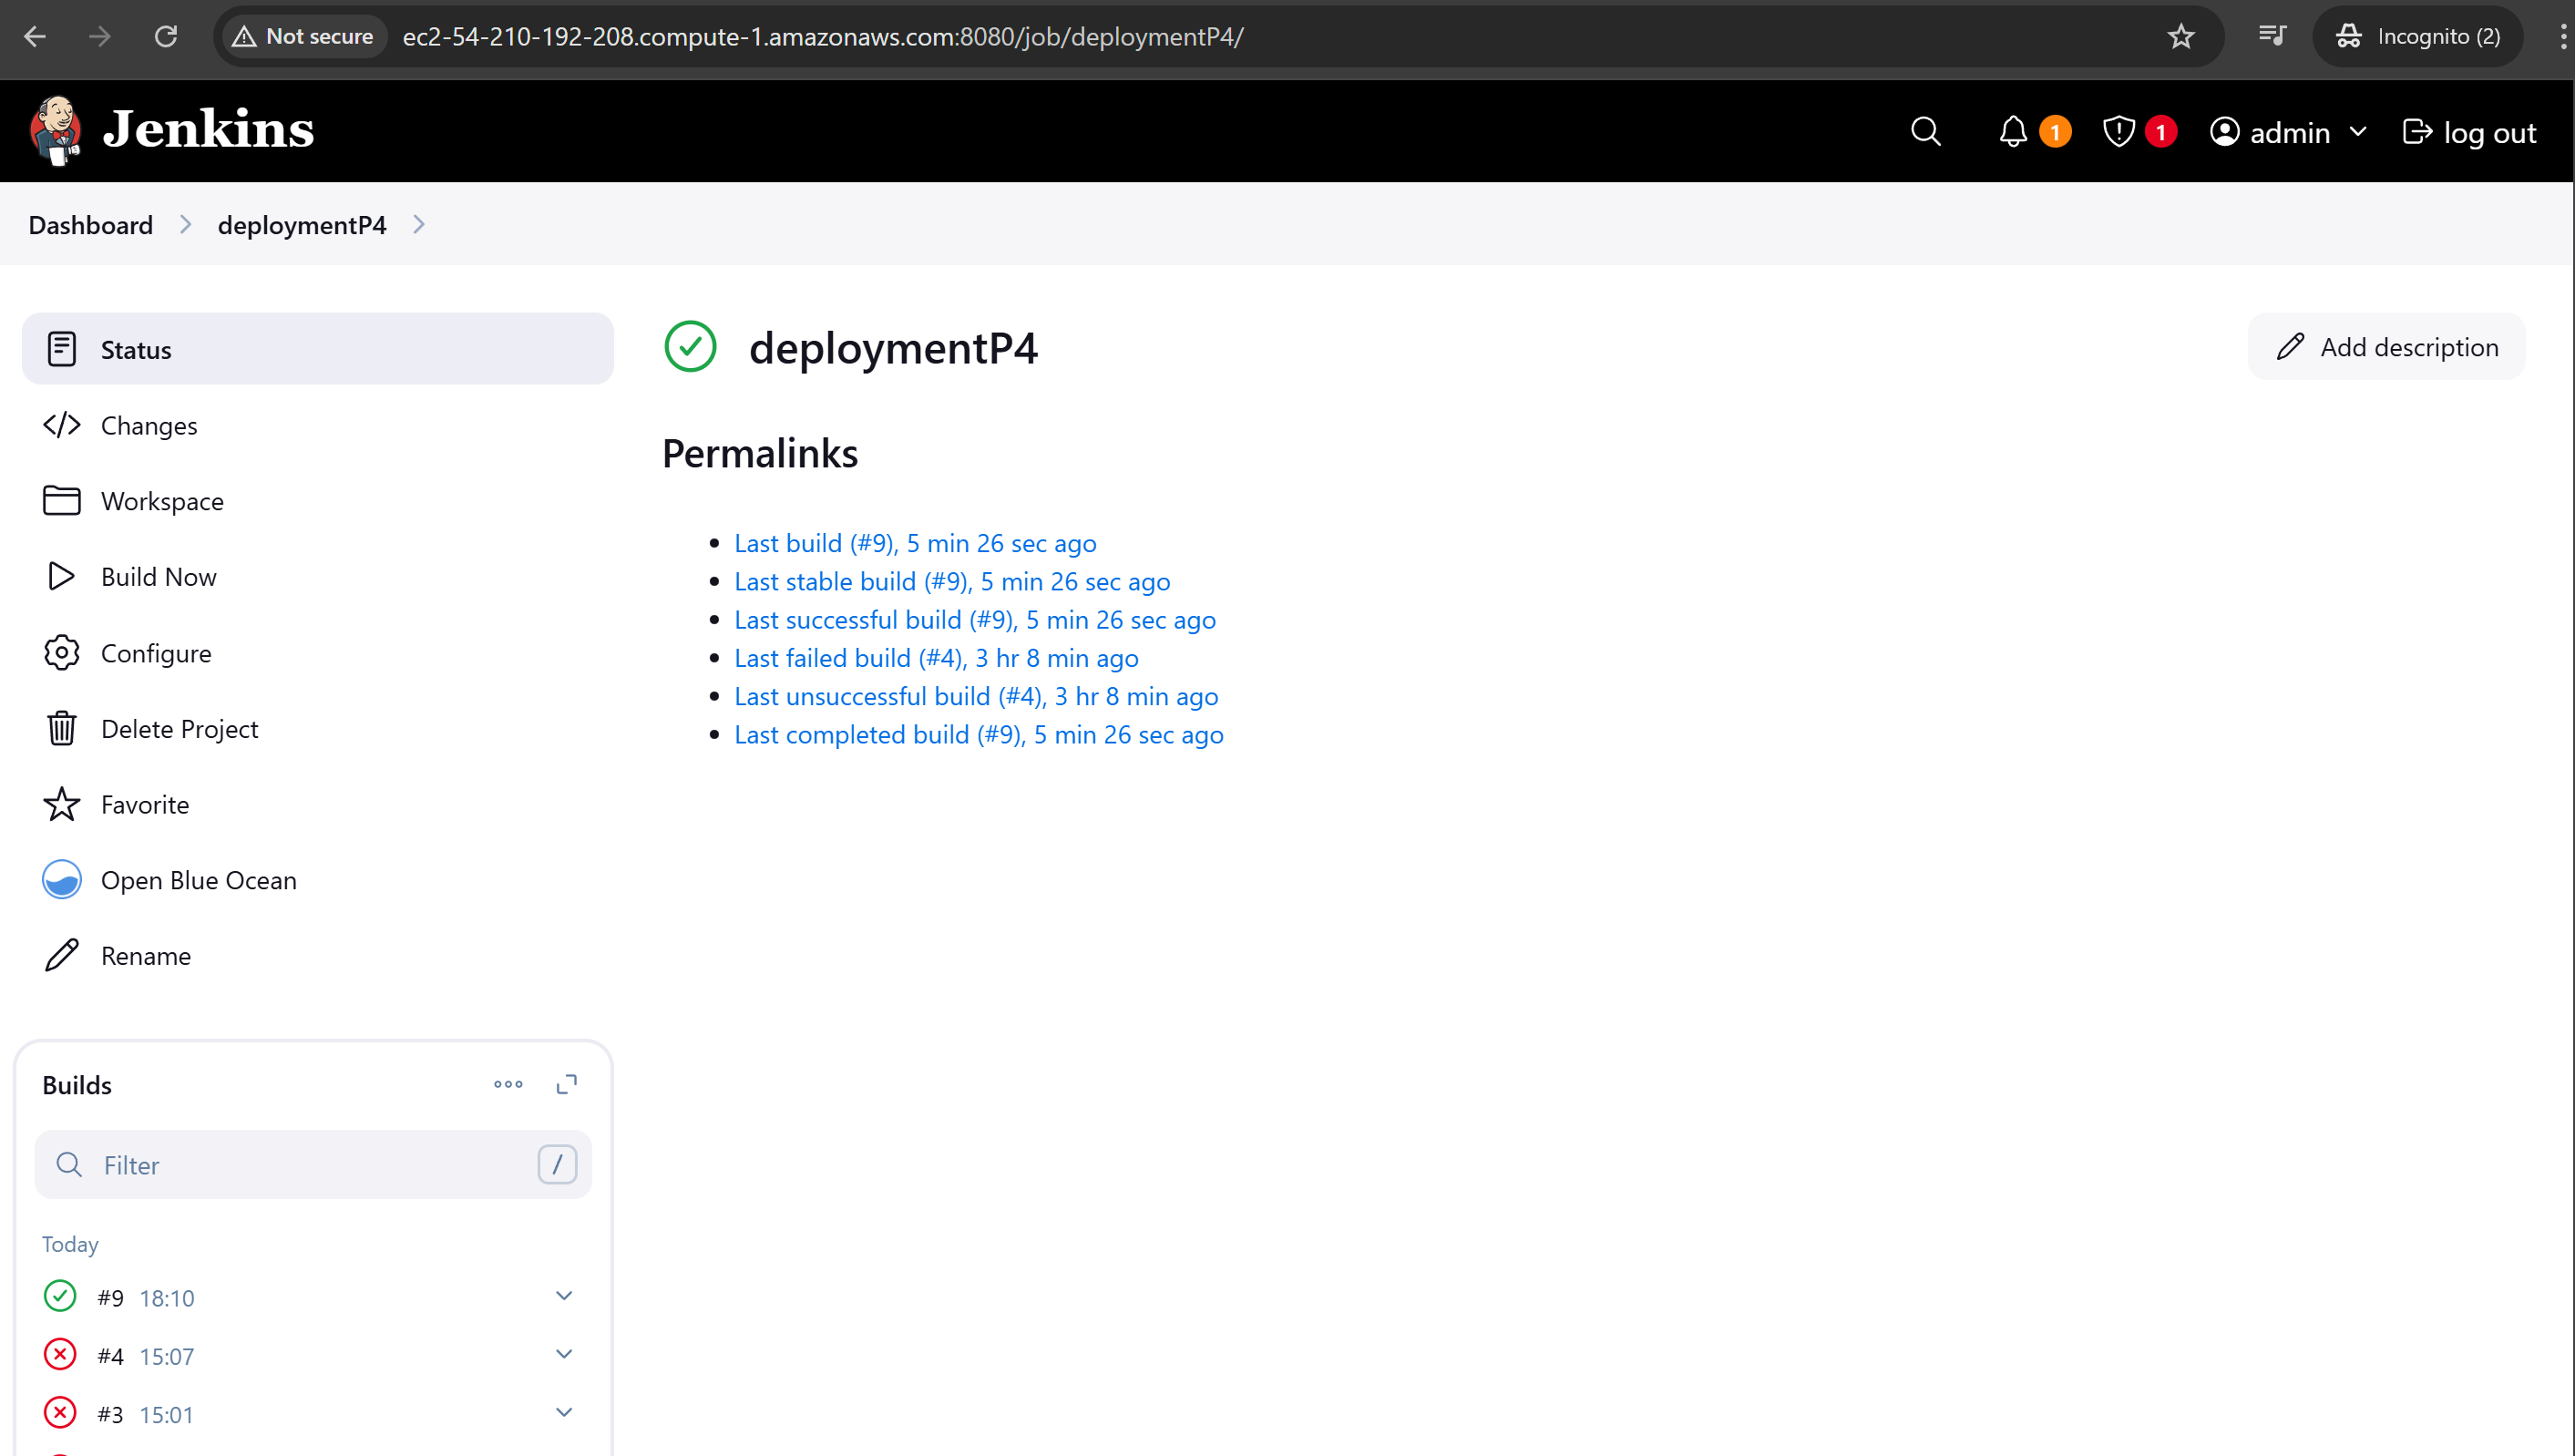 Not secure ec2-54-210-192-208.compute-1.amazonaws.com:8080/job/deploymentP4/ Incognito (2)
Jenkins 1 1 admin log out
Dashboard deploymentP4
Status
Changes
Workspace
Build Now
Configure
Delete Project
Favorite
Open Blue Ocean
Rename
deploymentP4 Add description
Permalinks
Last build (#9), 5 min 26 sec ago
Last stable build (#9), 5 min 26 sec ago
Last successful build (#9), 5 min 26 sec ago
Last failed build (#4), 3 hr 8 min ago
Last unsuccessful build (#4), 3 hr 8 min ago
Last completed build (#9), 5 min 26 sec ago
Builds
Filter /
Today
#9 18:10
#4 15:07
#3 15:01